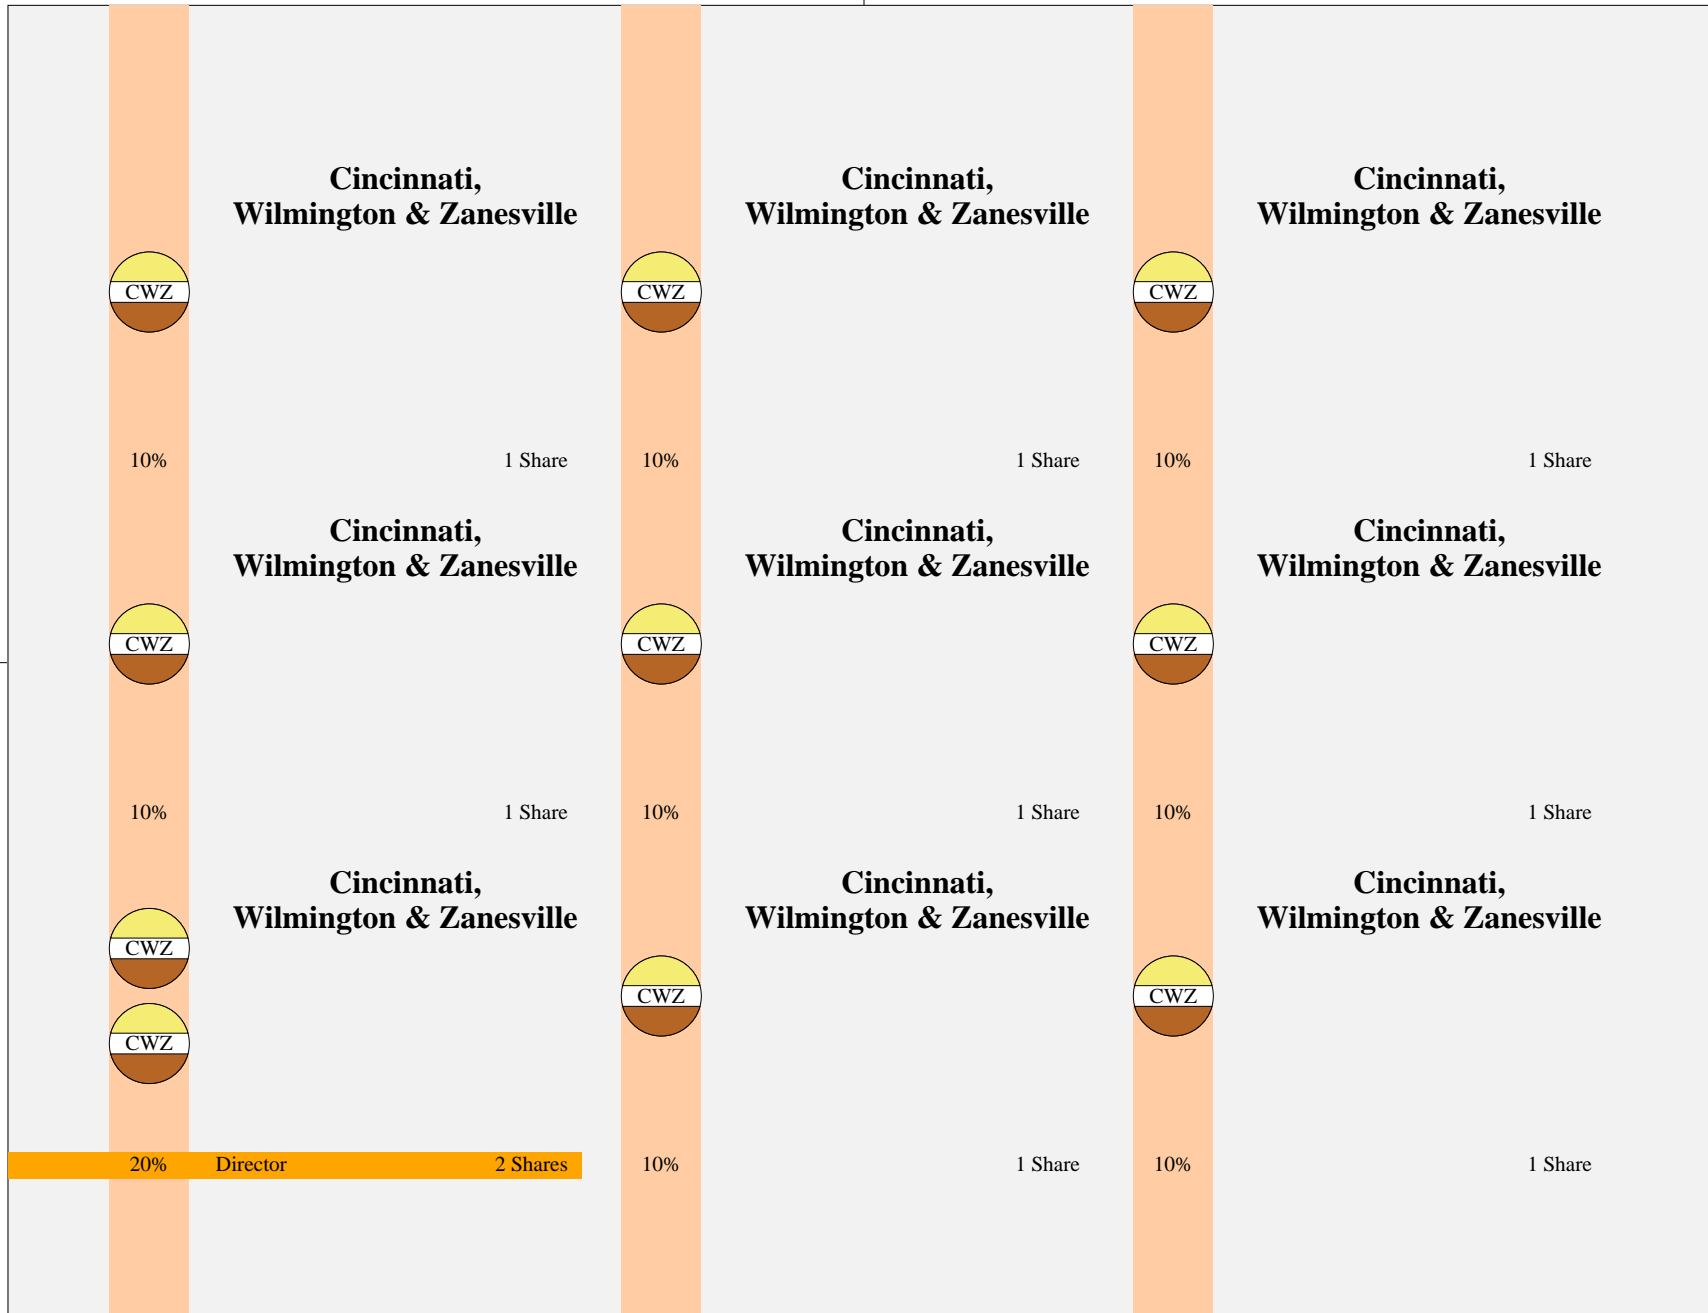 Cincinnati,
Wilmington & Zanesville
CWZ
10% 1 Share
Cincinnati,
Wilmington & Zanesville
CWZ
10% 1 Share
Cincinnati,
Wilmington & Zanesville
CWZ
10% 1 Share
Cincinnati,
Wilmington & Zanesville
CWZ
10% 1 Share
Cincinnati,
Wilmington & Zanesville
CWZ
10% 1 Share
Cincinnati,
Wilmington & Zanesville
CWZ
10% 1 Share
Cincinnati,
Wilmington & Zanesville
CWZ
CWZ
20% Director 2 Shares
Cincinnati,
Wilmington & Zanesville
CWZ
10% 1 Share
Cincinnati,
Wilmington & Zanesville
CWZ
10% 1 Share